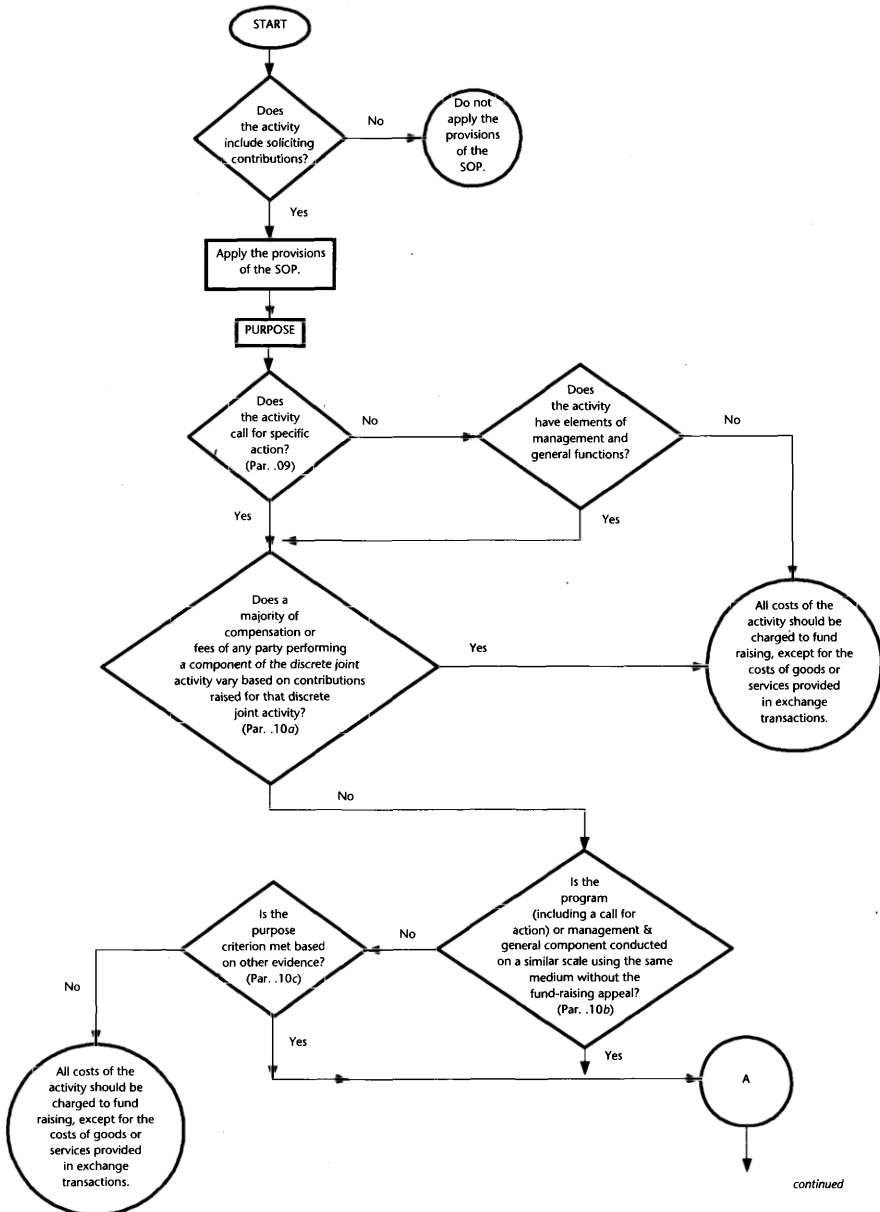 START
Does
the activity
include soliciting
contributions?
No
Do not
apply the
provisions
of the
SOP.
Yes
Apply the provisions
of the SOP.
PURPOSE
Does
the activity
call for specific
action?
(Par. .09)
No
Does
the activity
have elements of
management and
general functions?
No
Yes
Yes
Does a
majority of
compensation or
fees of any party performing
a component of the discrete joint
activity vary based on contributions
raised for that discrete
joint activity?
(Par. .10a)
Yes
All costs of the
activity should be
charged to fund
raising, except for the
costs of goods or
services provided
in exchange
transactions.
No
Is the
program
(including a call for
action) or management &
general component conducted
on a similar scale using the same
medium without the
fund-raising appeal?
(Par. .10b)
No
Is the
purpose
criterion met based
on other evidence?
(Par. .10c)
No
Yes
Yes
All costs of the
activity should be
charged to fund
raising, except for the
costs of goods or
services provided
in exchange
transactions.
A
continued